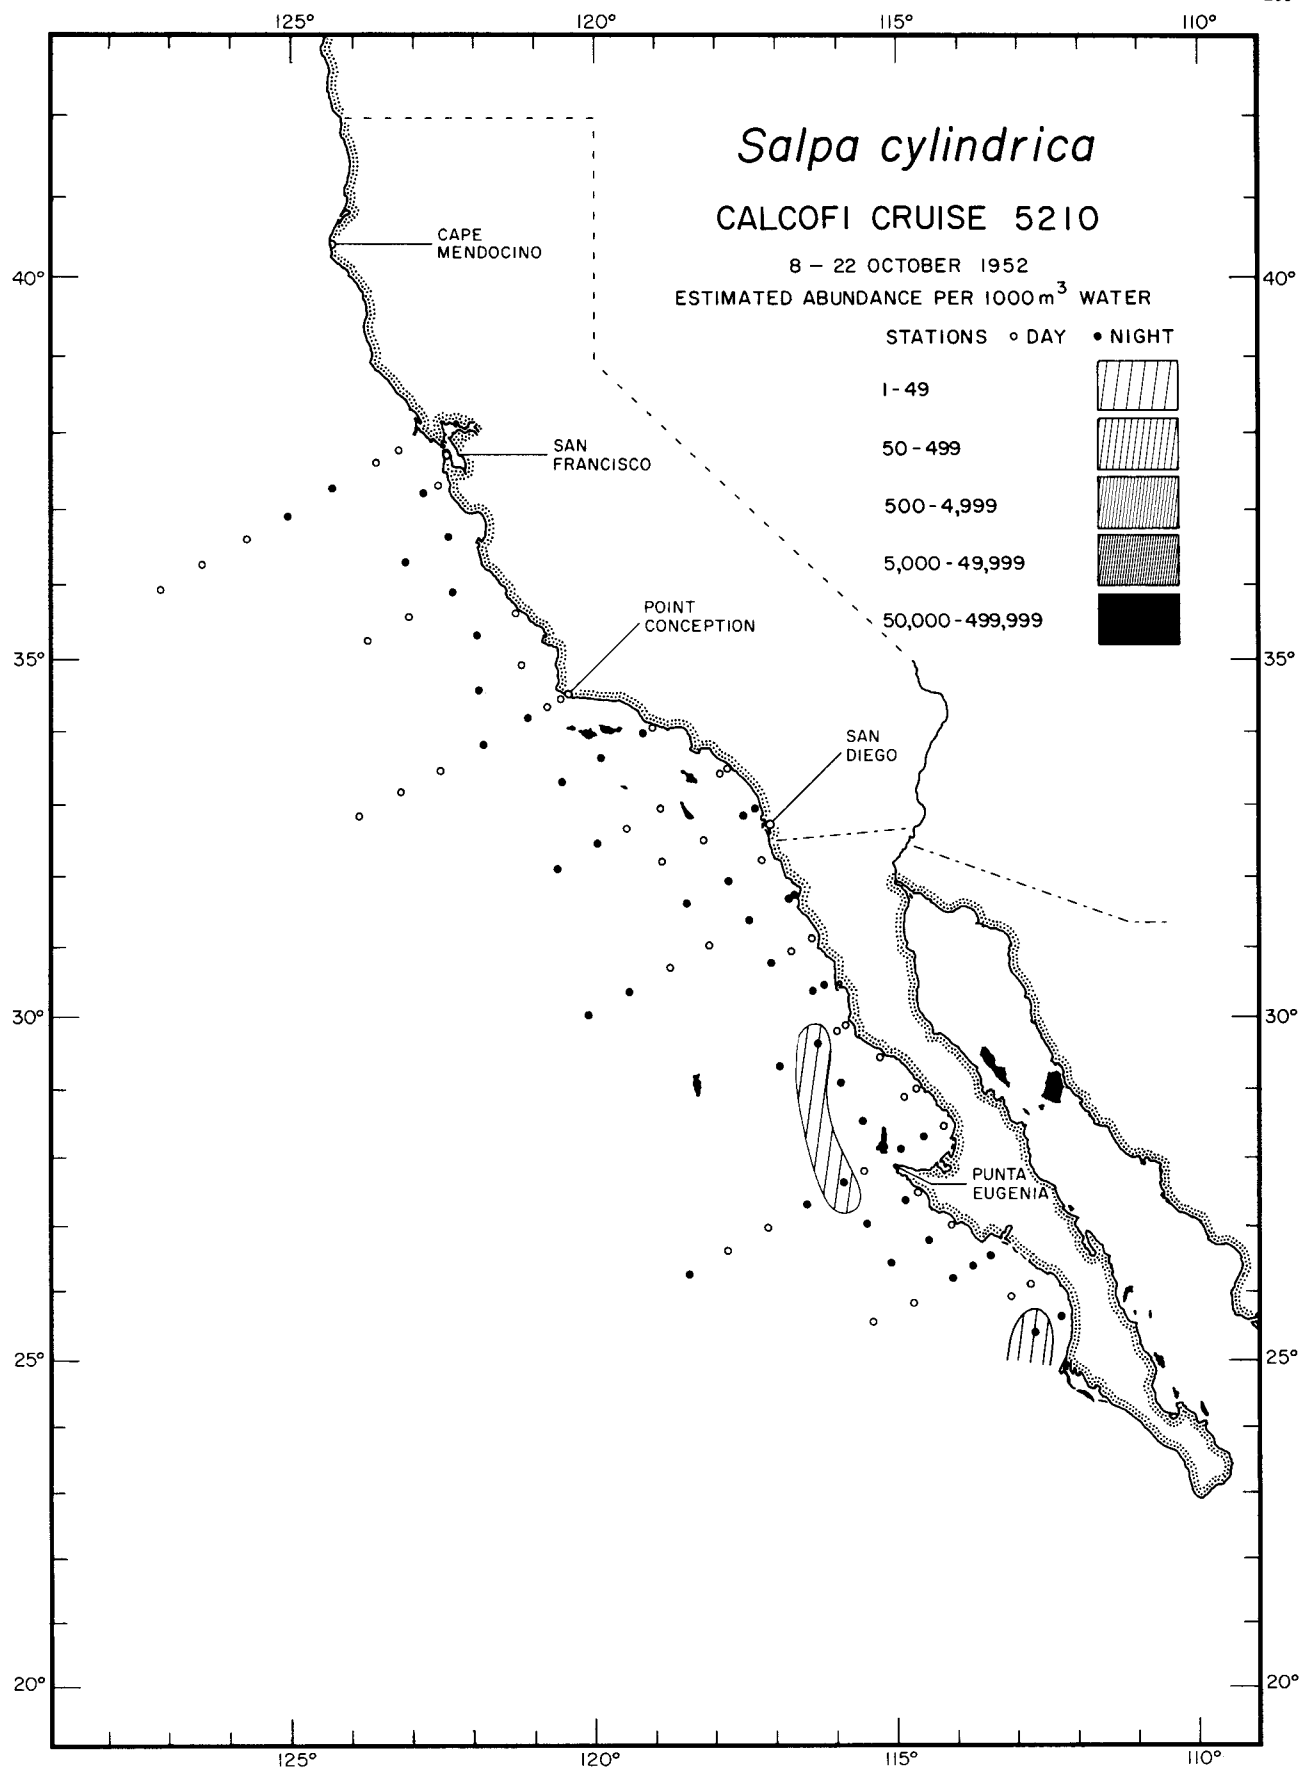 125° 120° 115° 110°
Salpa cylindrica
CALCOFI CRUISE 5210
8 – 22 OCTOBER 1952
ESTIMATED ABUNDANCE PER 1000 m³ WATER
STATIONS ○ DAY ● NIGHT
1 - 49
50 - 499
500 - 4,999
5,000 - 49,999
50,000 - 499,999
CAPE
MENDOCINO
40° 40°
SAN
FRANCISCO
POINT
CONCEPTION
35° 35°
SAN
DIEGO
30° 30°
PUNTA
EUGENIA
25° 25°
20° 20°
125° 120° 115° 110°